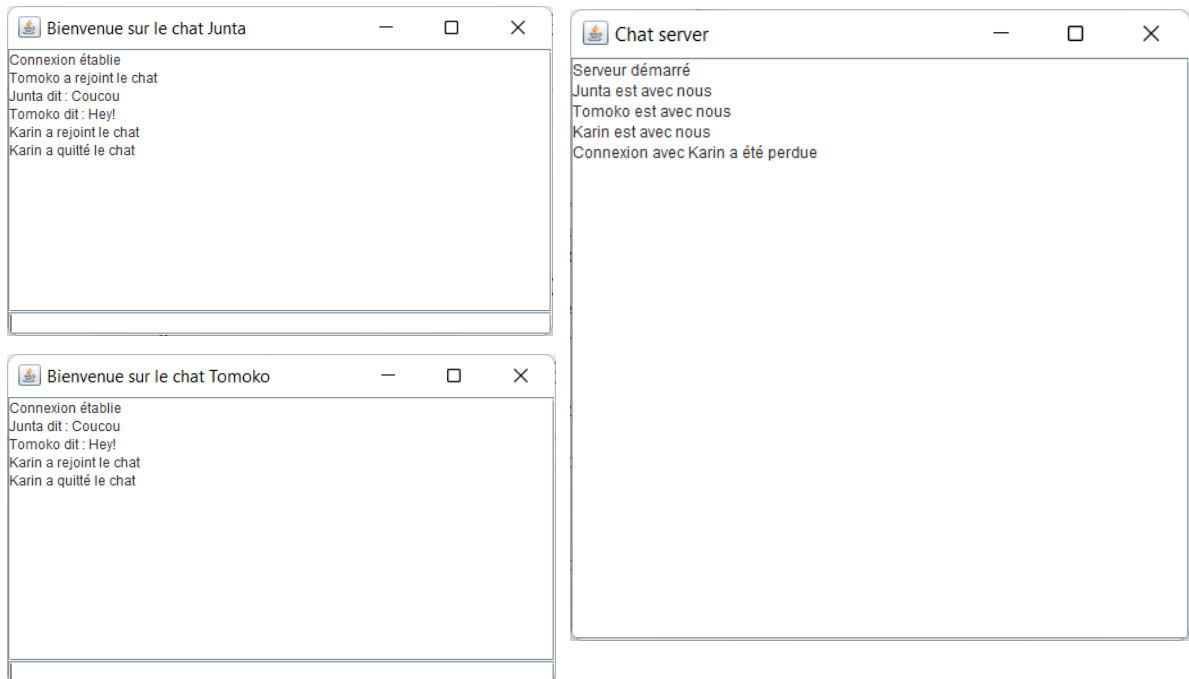 Bienvenue sur le chat Junta
Connexion établie
Tomoko a rejoint le chat
Junta dit : Coucou
Tomoko dit : Hey!
Karin a rejoint le chat
Karin a quitté le chat
Bienvenue sur le chat Tomoko
Connexion établie
Junta dit : Coucou
Tomoko dit : Hey!
Karin a rejoint le chat
Karin a quitté le chat
Chat server
Serveur démarré
Junta est avec nous
Tomoko est avec nous
Karin est avec nous
Connexion avec Karin a été perdue